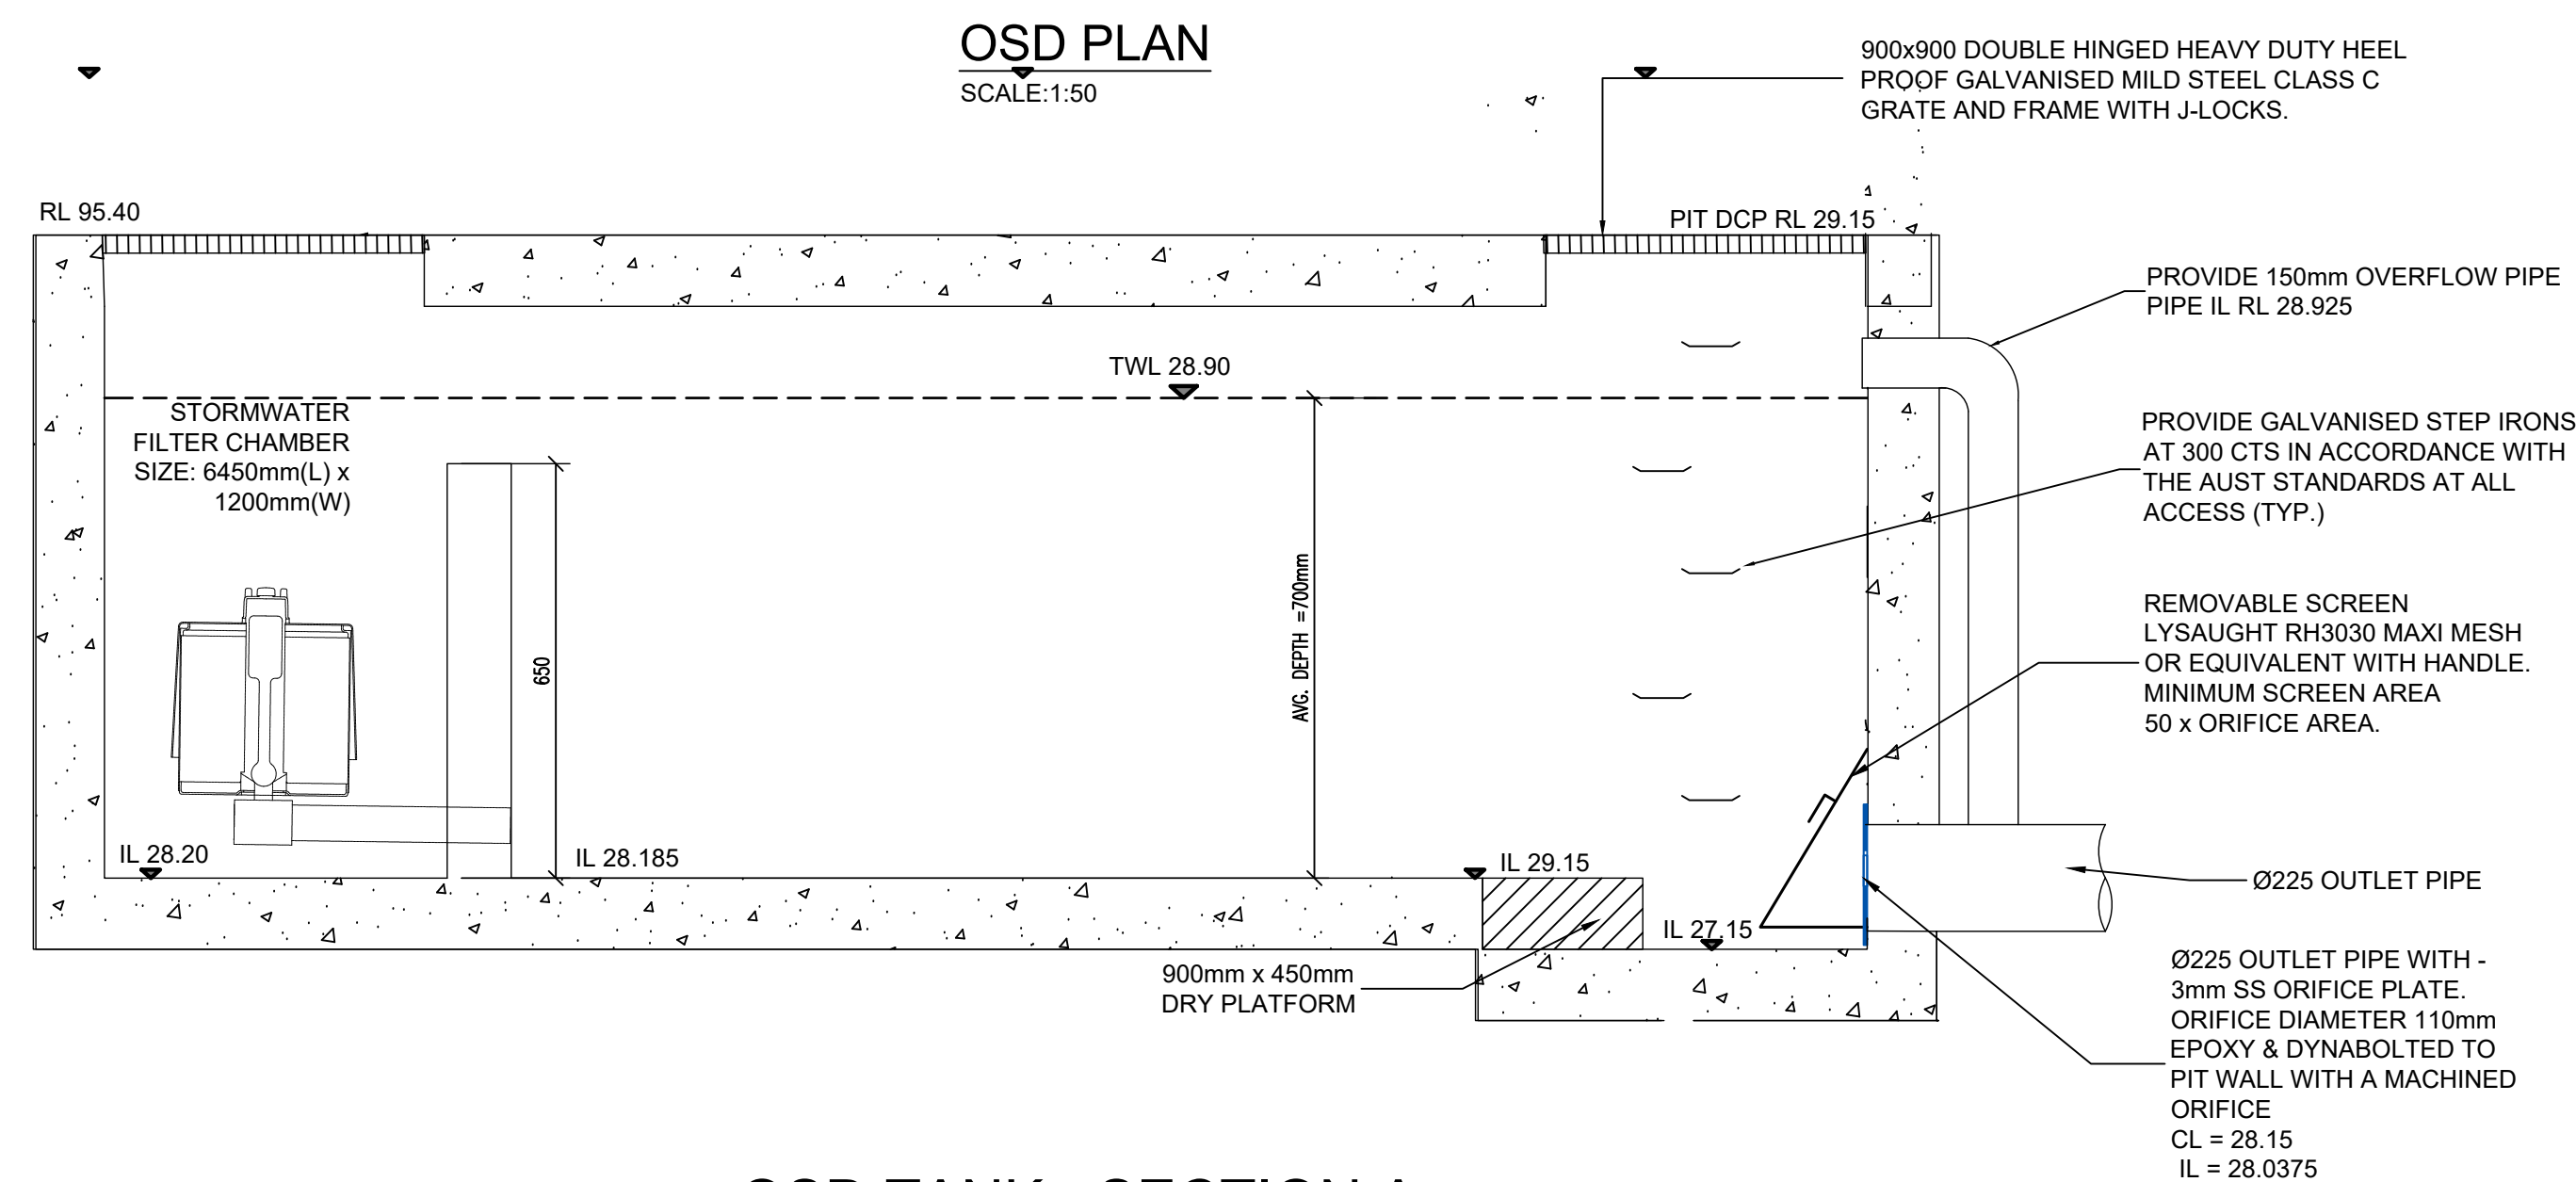 OSD PLAN
SCALE:1:50
900x900 DOUBLE HINGED HEAVY DUTY HEEL
PROOF GALVANISED MILD STEEL CLASS C
GRATE AND FRAME WITH J-LOCKS.
RL 95.40
PIT DCP RL 29.15
PROVIDE 150mm OVERFLOW PIPE
PIPE IL RL 28.925
TWL 28.90
STORMWATER
FILTER CHAMBER
SIZE: 6450mm(L) x
1200mm(W)
PROVIDE GALVANISED STEP IRONS
AT 300 CTS IN ACCORDANCE WITH
THE AUST STANDARDS AT ALL
ACCESS (TYP.)
650
AVG. DEPTH =700mm
REMOVABLE SCREEN
LYSAUGHT RH3030 MAXI MESH
OR EQUIVALENT WITH HANDLE.
MINIMUM SCREEN AREA
50 x ORIFICE AREA.
IL 28.20
IL 28.185
IL 29.15
IL 27.15
Ø225 OUTLET PIPE
900mm x 450mm
DRY PLATFORM
Ø225 OUTLET PIPE WITH -
3mm SS ORIFICE PLATE.
ORIFICE DIAMETER 110mm
EPOXY & DYNABOLTED TO
PIT WALL WITH A MACHINED
ORIFICE
CL = 28.15
IL = 28.0375